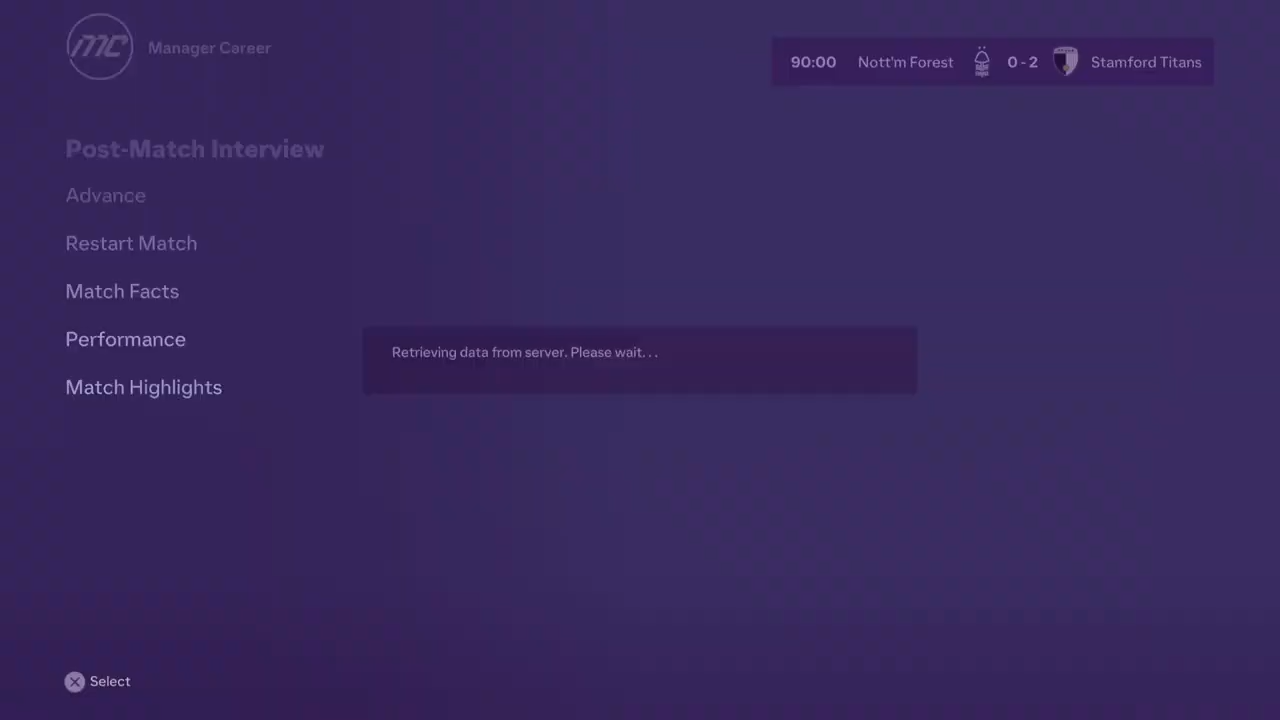 MC Manager Career
90:00 Nott'm Forest 0 - 2 Stamford Titans
Post-Match Interview
Advance
Restart Match
Match Facts
Performance
Match Highlights
Retrieving data from server. Please wait. . .
Select